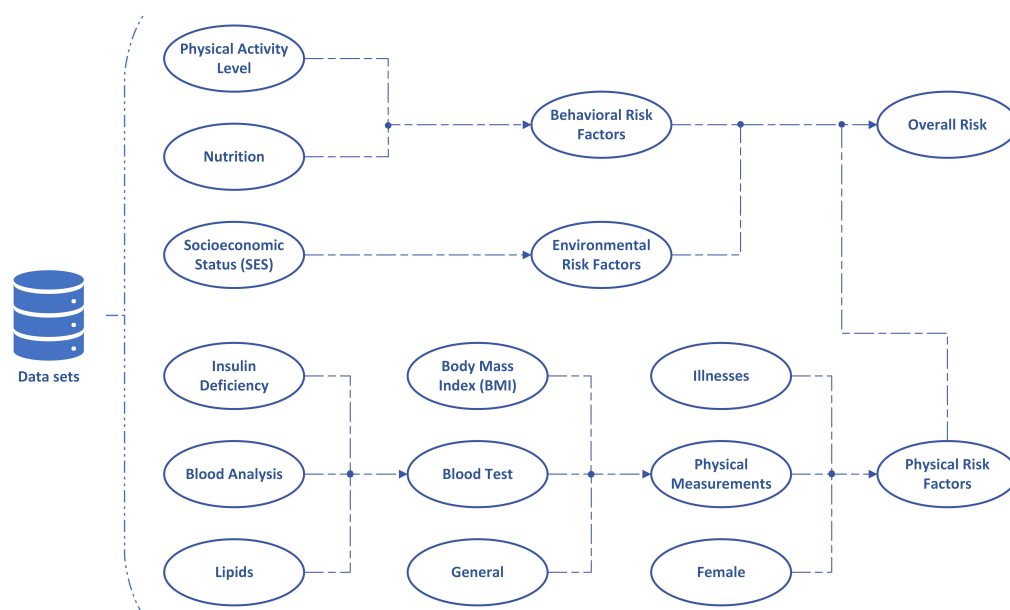 Physical Activity
Level
Nutrition
Behavioral Risk
Factors
Overall Risk
Socioeconomic
Status (SES)
Environmental
Risk Factors
Data sets
Insulin
Deficiency
Body Mass
Index (BMI)
Illnesses
Blood Analysis
Blood Test
Physical
Measurements
Physical Risk
Factors
Lipids
General
Female